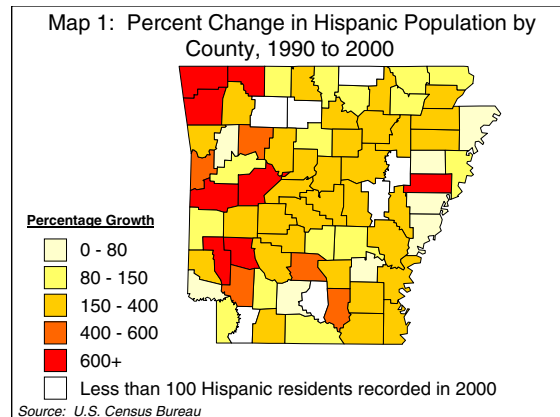 Map 1: Percent Change in Hispanic Population by
County, 1990 to 2000
Percentage Growth
0 - 80
80 - 150
150 - 400
400 - 600
600+
Less than 100 Hispanic residents recorded in 2000
Source: U.S. Census Bureau